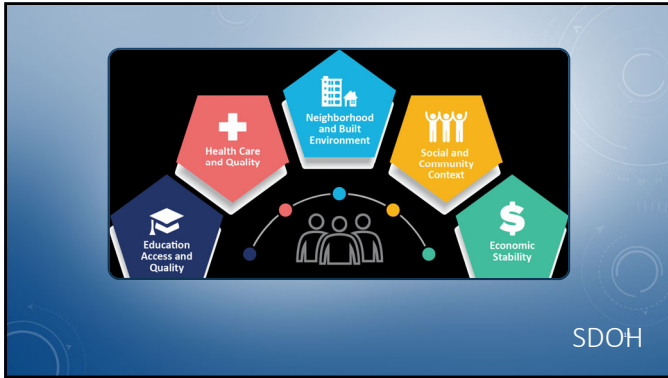 Neighborhood
and Built
Environment
Health Care
and Quality
Social and
Community
Context
Education
Access and
Quality
$
Economic
Stability
SDOH